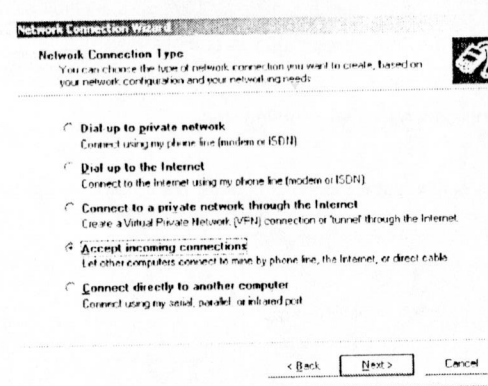 Network Connection Wizard
Network Connection Type
You can choose the type of network connection you want to create, based on
your network configuration and your networking needs.
Dial up to private network
Connect using my phone line (modem or ISDN).
Dial up to the Internet
Connect to the Internet using my phone line (modem or ISDN).
Connect to a private network through the Internet
Create a Virtual Private Network (VPN) connection or 'tunnel' through the Internet.
Accept incoming connections
Let other computers connect to mine by phone line, the Internet, or direct cable.
Connect directly to another computer
Connect using my serial, parallel, or infrared port.
< Back
Next >
Cancel